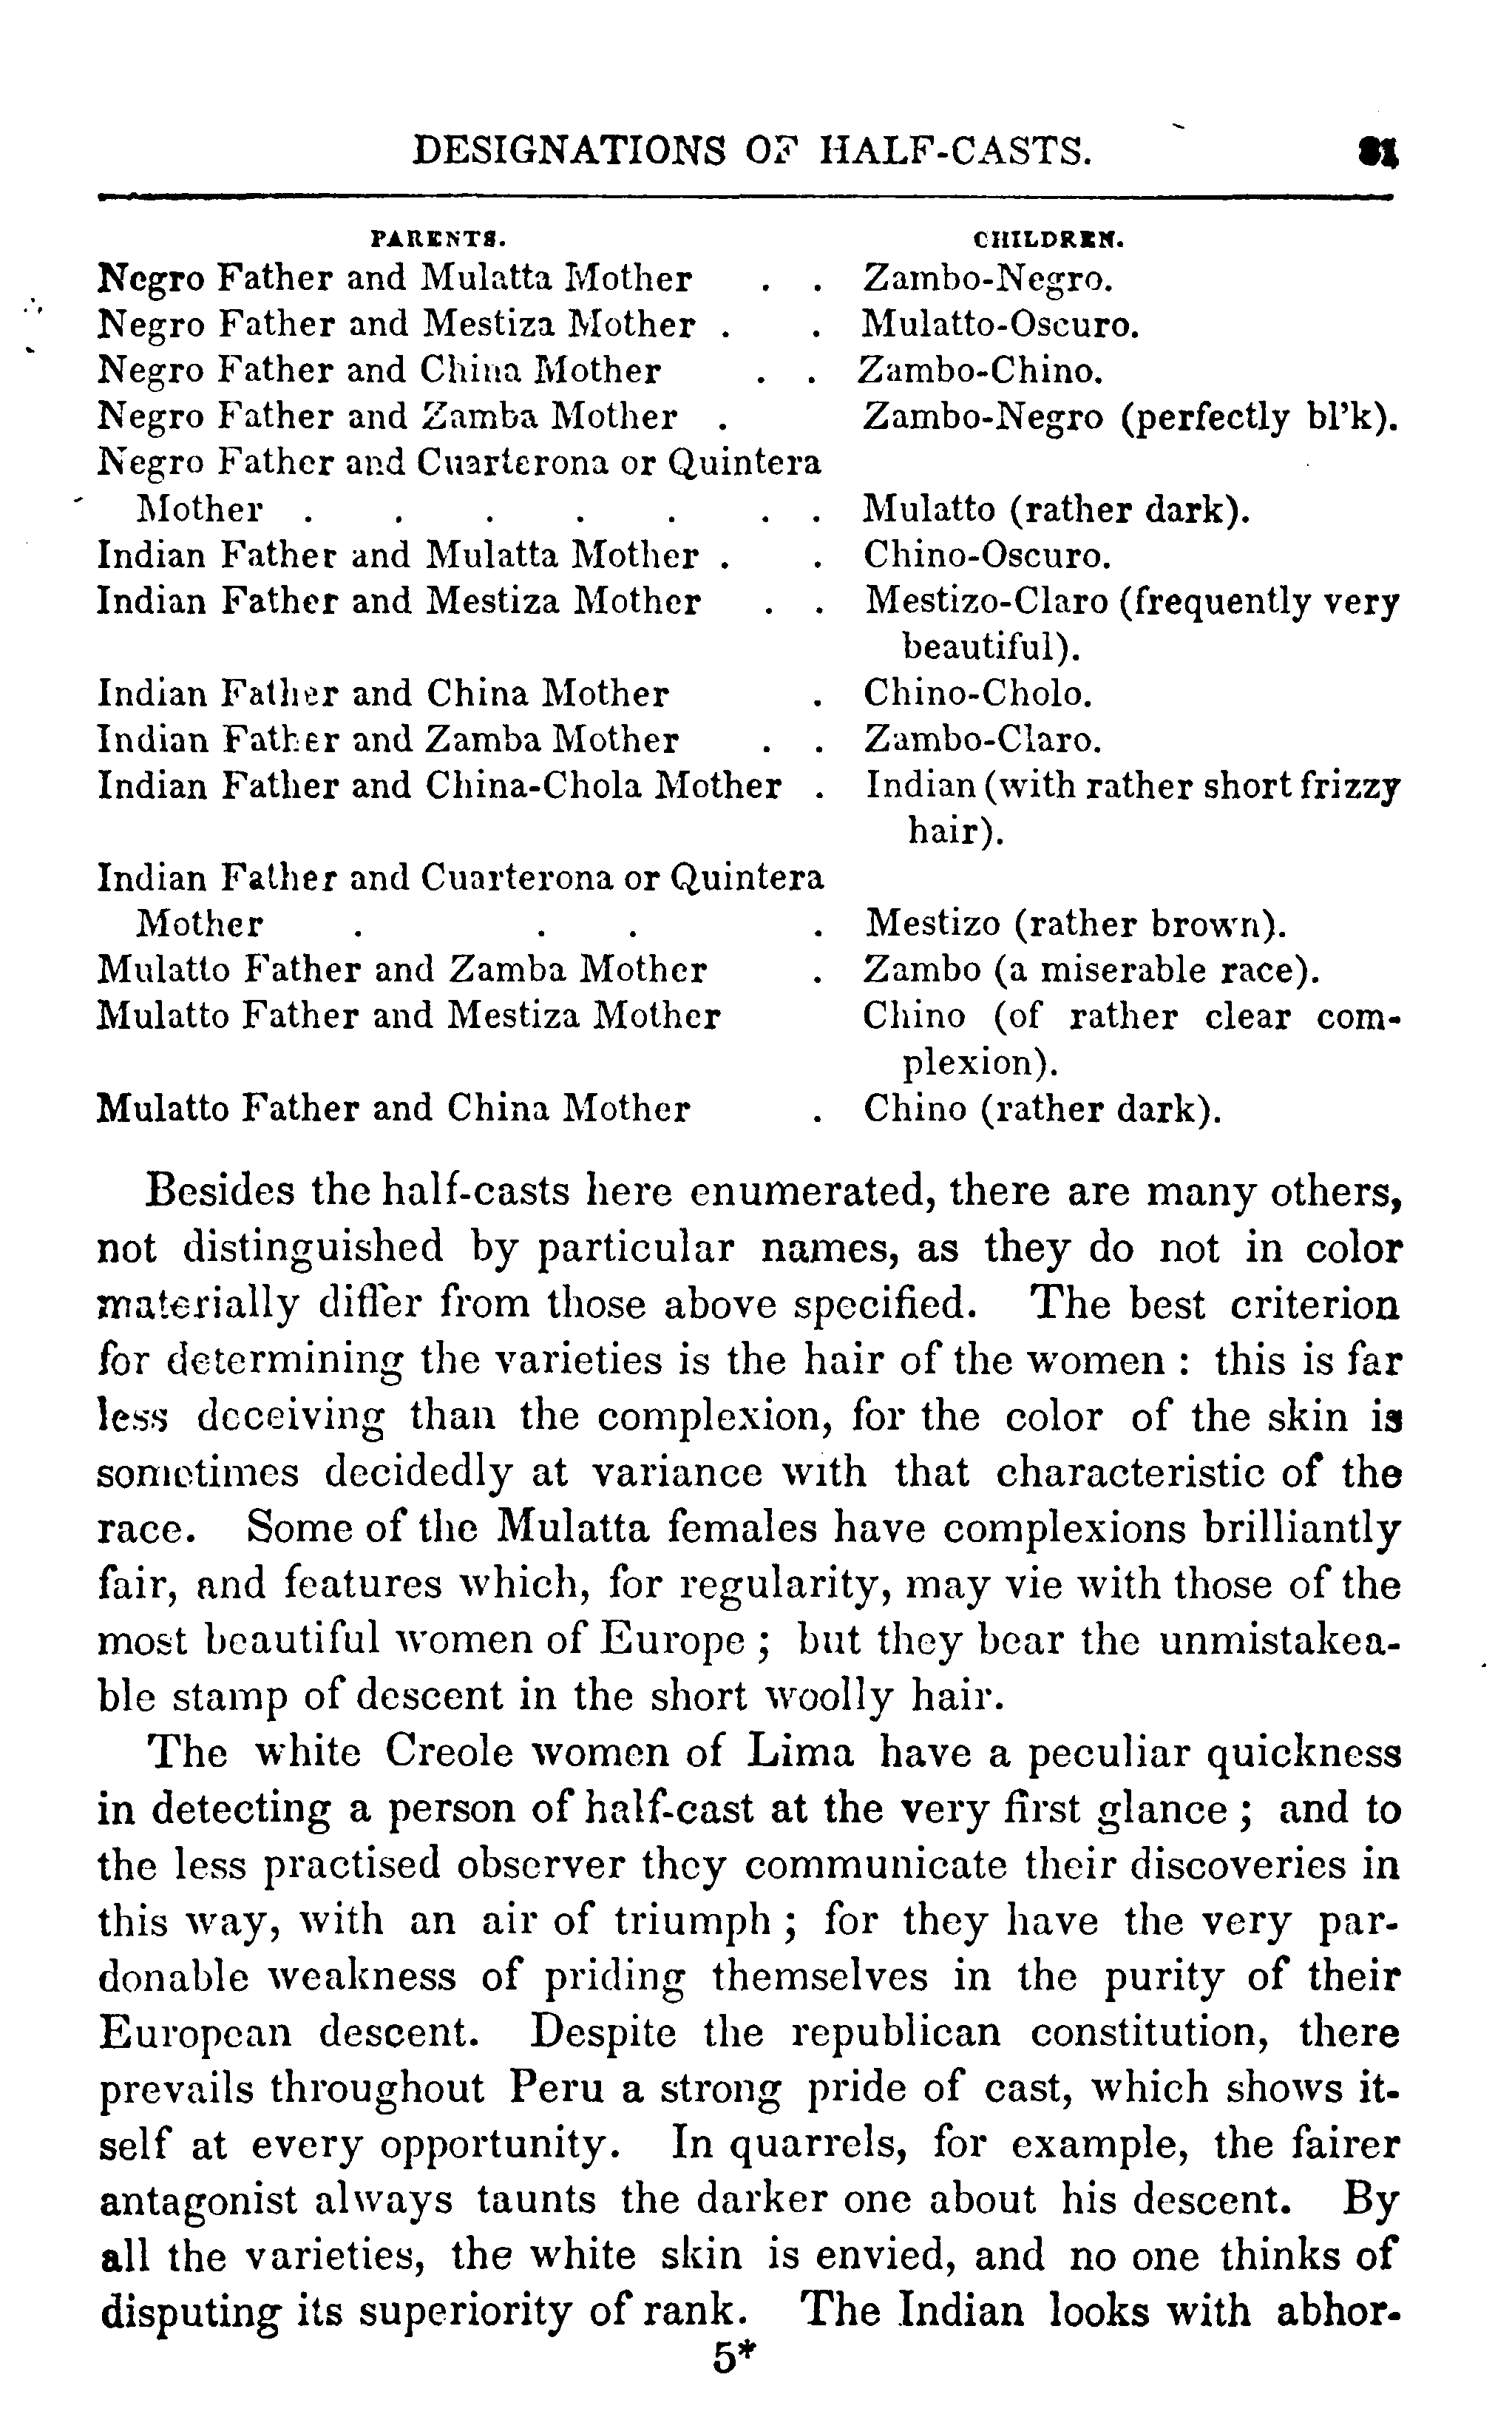 DESIGNATIONS OF HALF-CASTS. 81
PARENTS. CHILDREN.
Negro Father and Mulatta Mother . . Zambo-Negro.
Negro Father and Mestiza Mother . . Mulatto-Oscuro.
Negro Father and China Mother . . Zambo-Chino.
Negro Father and Zamba Mother . Zambo-Negro (perfectly bl'k).
Negro Father and Cuarterona or Quintera
Mother . . . . . . . Mulatto (rather dark).
Indian Father and Mulatta Mother . . Chino-Oscuro.
Indian Father and Mestiza Mother . . Mestizo-Claro (frequently very
beautiful).
Indian Father and China Mother . Chino-Cholo.
Indian Father and Zamba Mother . . Zambo-Claro.
Indian Father and China-Chola Mother . Indian (with rather short frizzy
hair).
Indian Father and Cuarterona or Quintera
Mother . . . . Mestizo (rather brown).
Mulatto Father and Zamba Mother . Zambo (a miserable race).
Mulatto Father and Mestiza Mother Chino (of rather clear com-
plexion).
Mulatto Father and China Mother . Chino (rather dark).
Besides the half-casts here enumerated, there are many others,
not distinguished by particular names, as they do not in color
materially differ from those above specified. The best criterion
for determining the varieties is the hair of the women : this is far
less deceiving than the complexion, for the color of the skin is
sometimes decidedly at variance with that characteristic of the
race. Some of the Mulatta females have complexions brilliantly
fair, and features which, for regularity, may vie with those of the
most beautiful women of Europe ; but they bear the unmistakea-
ble stamp of descent in the short woolly hair.
The white Creole women of Lima have a peculiar quickness
in detecting a person of half-cast at the very first glance ; and to
the less practised observer they communicate their discoveries in
this way, with an air of triumph ; for they have the very par-
donable weakness of priding themselves in the purity of their
European descent. Despite the republican constitution, there
prevails throughout Peru a strong pride of cast, which shows it-
self at every opportunity. In quarrels, for example, the fairer
antagonist always taunts the darker one about his descent. By
all the varieties, the white skin is envied, and no one thinks of
disputing its superiority of rank. The Indian looks with abhor-
5*